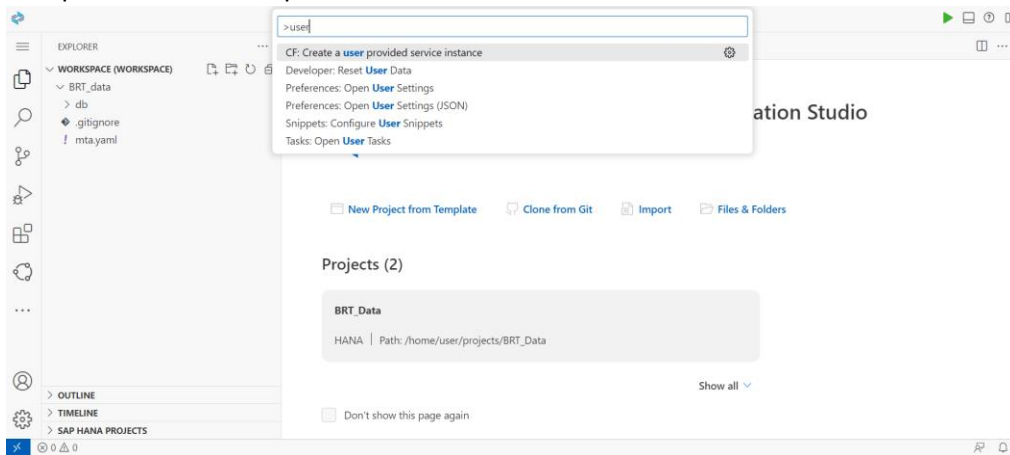 >user
EXPLORER
CF: Create a user provided service instance
WORKSPACE (WORKSPACE)
Developer: Reset User Data
BRT_data
Preferences: Open User Settings
db
Preferences: Open User Settings (JSON)
.gitignore
Snippets: Configure User Snippets
ation Studio
! mta.yaml
Tasks: Open User Tasks
New Project from Template
Clone from Git
Import
Files & Folders
Projects (2)
BRT_Data
HANA | Path: /home/user/projects/BRT_Data
Show all
OUTLINE
TIMELINE
Don't show this page again
SAP HANA PROJECTS
0 0